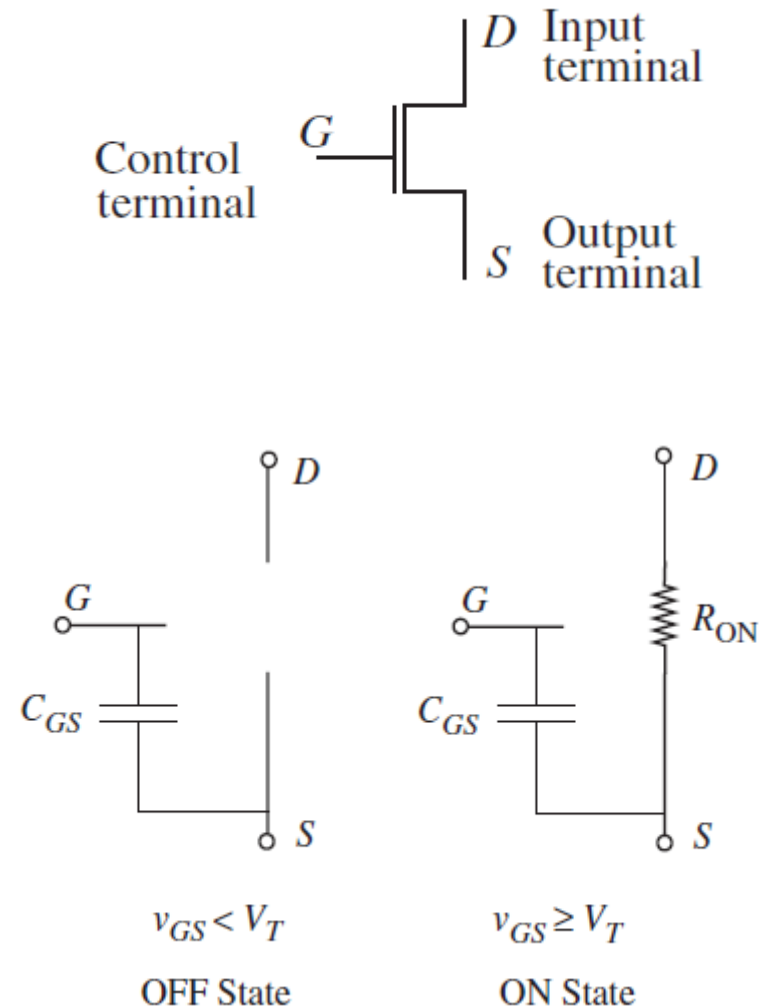 D Input
terminal
G
Control
terminal
S Output
terminal
D
G
C_GS
S
v_GS < V_T
OFF State
D
G
R_ON
C_GS
S
v_GS ≥ V_T
ON State